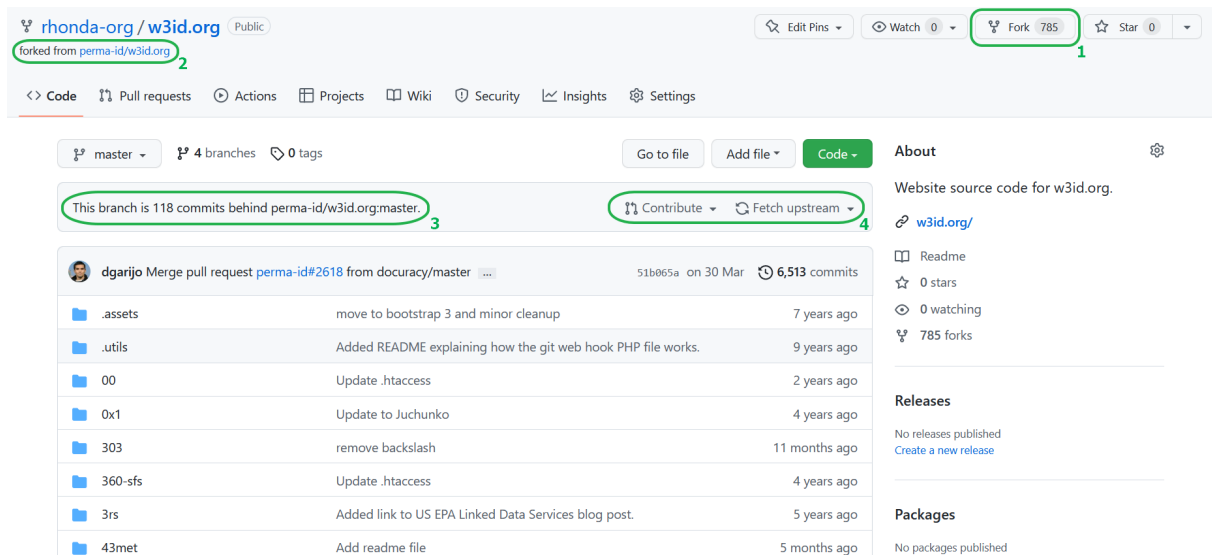 rhonda-org / w3id.org Public
Edit Pins Watch 0 Fork 785 Star 0
forked from perma-id/w3id.org
2
1
<> Code Pull requests Actions Projects Wiki Security Insights Settings
master 4 branches 0 tags Go to file Add file Code
This branch is 118 commits behind perma-id/w3id.org:master. Contribute Fetch upstream
3
4
dgarijo Merge pull request perma-id#2618 from docuracy/master ... 51b065a on 30 Mar 6,513 commits
.assets move to bootstrap 3 and minor cleanup 7 years ago
.utils Added README explaining how the git web hook PHP file works. 9 years ago
00 Update .htaccess 2 years ago
0x1 Update to Juchunko 4 years ago
303 remove backslash 11 months ago
360-sfs Update .htaccess 4 years ago
3rs Added link to US EPA Linked Data Services blog post. 5 years ago
43met Add readme file 5 months ago
About
Website source code for w3id.org.
w3id.org/
Readme
0 stars
0 watching
785 forks
Releases
No releases published
Create a new release
Packages
No packages published